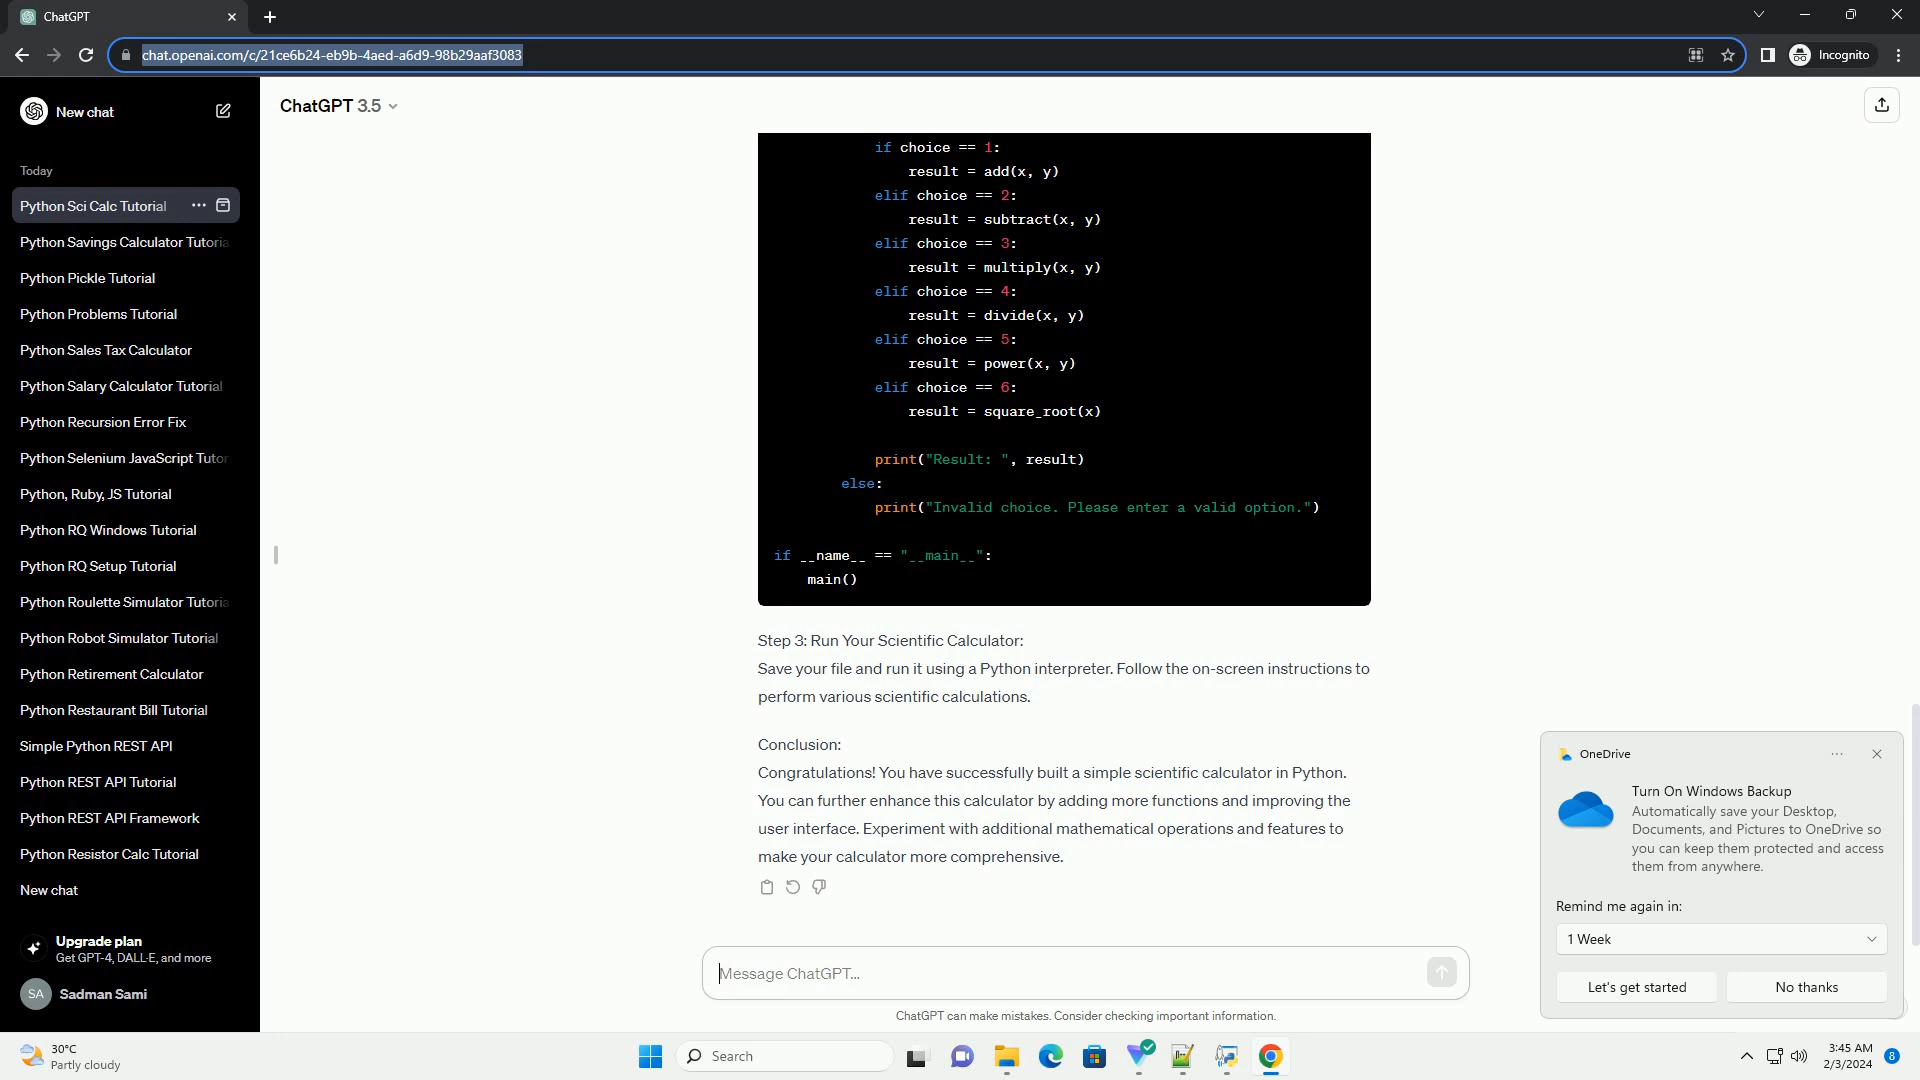 ChatGPT
chat.openai.com/c/21ce6b24-eb9b-4aed-a6d9-98b29aaf3083
Incognito
New chat
ChatGPT 3.5
Today
Python Sci Calc Tutorial
Python Savings Calculator Tutoria
Python Pickle Tutorial
Python Problems Tutorial
Python Sales Tax Calculator
Python Salary Calculator Tutorial
Python Recursion Error Fix
Python Selenium JavaScript Tutor
Python, Ruby, JS Tutorial
Python RQ Windows Tutorial
Python RQ Setup Tutorial
Python Roulette Simulator Tutoria
Python Robot Simulator Tutorial
Python Retirement Calculator
Python Restaurant Bill Tutorial
Simple Python REST API
Python REST API Tutorial
Python REST API Framework
Python Resistor Calc Tutorial
New chat
Upgrade plan
Get GPT-4, DALL·E, and more
SA Sadman Sami
if choice == 1:
result = add(x, y)
elif choice == 2:
result = subtract(x, y)
elif choice == 3:
result = multiply(x, y)
elif choice == 4:
result = divide(x, y)
elif choice == 5:
result = power(x, y)
elif choice == 6:
result = square_root(x)
print("Result: ", result)
else:
print("Invalid choice. Please enter a valid option.")
if __name__ == "__main__":
main()
Step 3: Run Your Scientific Calculator:
Save your file and run it using a Python interpreter. Follow the on-screen instructions to
perform various scientific calculations.
Conclusion:
Congratulations! You have successfully built a simple scientific calculator in Python.
You can further enhance this calculator by adding more functions and improving the
user interface. Experiment with additional mathematical operations and features to
make your calculator more comprehensive.
Message ChatGPT...
ChatGPT can make mistakes. Consider checking important information.
OneDrive
Turn On Windows Backup
Automatically save your Desktop,
Documents, and Pictures to OneDrive so
you can keep them protected and access
them from anywhere.
Remind me again in:
1 Week
Let's get started
No thanks
30°C
Partly cloudy
Search
3:45 AM
2/3/2024
8